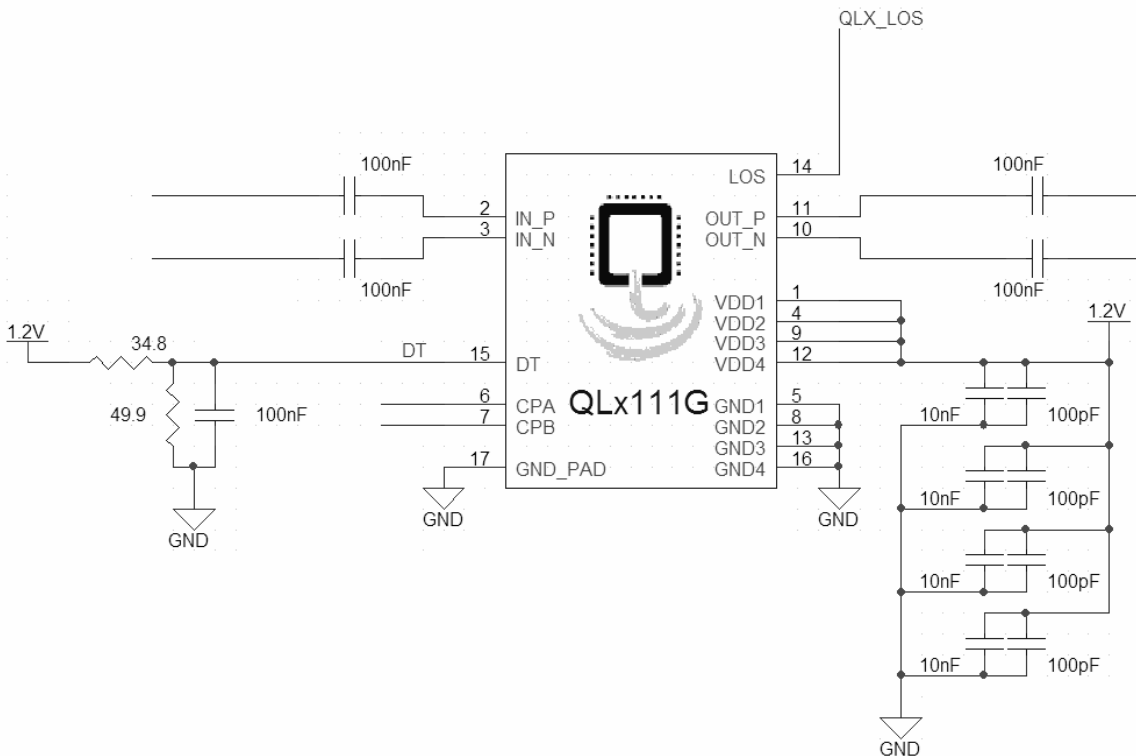 QLX_LOS
100nF
100nF
14
LOS
2
IN_P
OUT_P
11
3
IN_N
OUT_N
10
100nF
100nF
VDD1
1
1.2V
1.2V
VDD2
4
34.8
VDD3
9
DT
15
DT
VDD4
12
49.9
100nF
6
CPA
QLx111G
GND1
5
10nF
100pF
7
CPB
GND2
8
GND3
13
17
GND_PAD
GND4
16
10nF
100pF
GND
GND
GND
10nF
100pF
10nF
100pF
GND